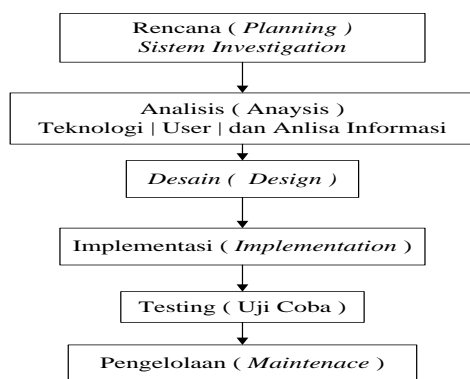 Rencana ( Planning )
Sistem Investigation
Analisis ( Anaysis )
Teknologi | User | dan Anlisa Informasi
Desain ( Design )
Implementasi ( Implementation )
Testing ( Uji Coba )
Pengelolaan ( Maintenace )